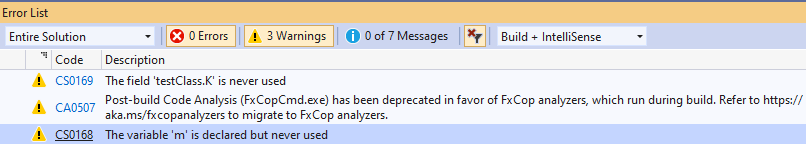 Error List
Entire Solution 0 Errors 3 Warnings 0 of 7 Messages Build + IntelliSense
Code Description
CS0169 The field 'testClass.K' is never used
CA0507 Post-build Code Analysis (FxCopCmd.exe) has been deprecated in favor of FxCop analyzers, which run during build. Refer to https://
aka.ms/fxcopanalyzers to migrate to FxCop analyzers.
CS0168 The variable 'm' is declared but never used